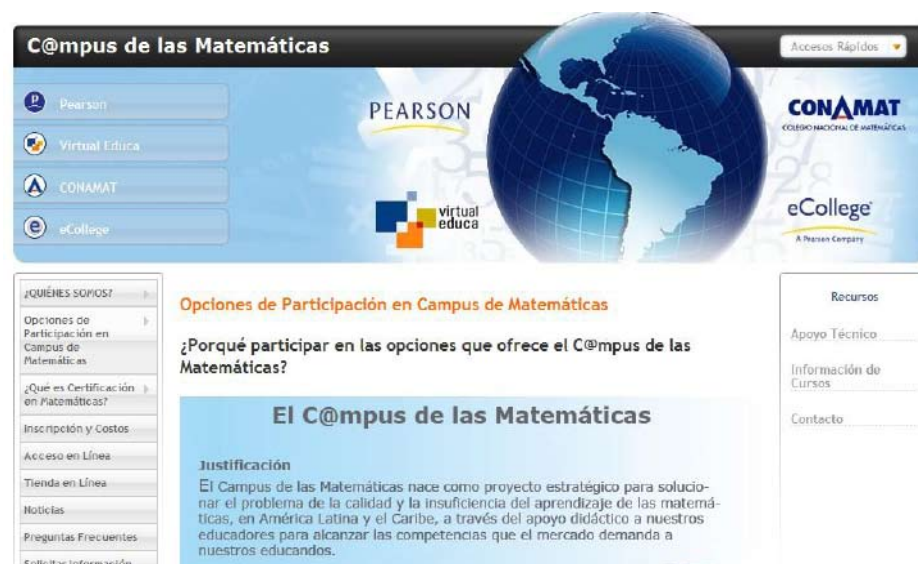 C@mpus de las Matemáticas
Accesos Rápidos
Pearson
Virtual Educa
CONAMAT
eCollege
PEARSON
virtual
educa
CONAMAT
COLEGIO NACIONAL DE MATEMÁTICAS
eCollege
A Pearson Company
¿QUIÉNES SOMOS?
Opciones de
Participación en
Campus de
Matemáticas
¿Qué es Certificación
en Matemáticas?
Inscripción y Costos
Acceso en Línea
Tienda en Línea
Noticias
Preguntas Frecuentes
Solicitar Información
Opciones de Participación en Campus de Matemáticas
¿Porqué participar en las opciones que ofrece el C@mpus de las
Matemáticas?
El C@mpus de las Matemáticas
Justificación
El Campus de las Matemáticas nace como proyecto estratégico para solucio-
nar el problema de la calidad y la insuficiencia del aprendizaje de las matemá-
ticas, en América Latina y el Caribe, a través del apoyo didáctico a nuestros
educadores para alcanzar las competencias que el mercado demanda a
nuestros educandos.
Recursos
Apoyo Técnico
Información de
Cursos
Contacto